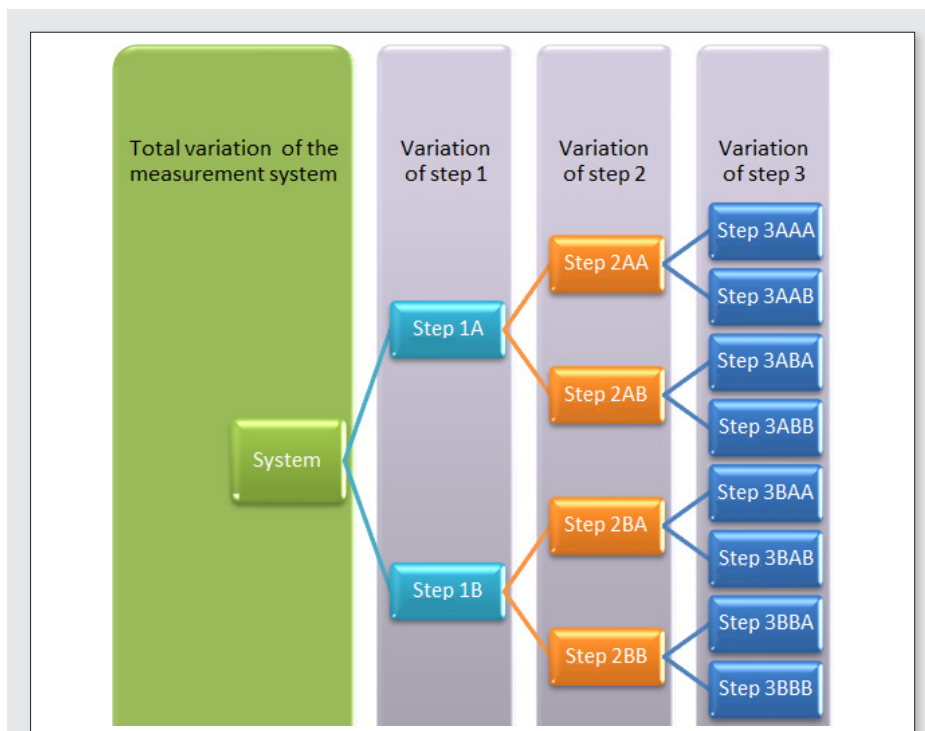 Total variation of the
measurement system
Variation
of step 1
Variation
of step 2
Variation
of step 3
System
Step 1A
Step 1B
Step 2AA
Step 2AB
Step 2BA
Step 2BB
Step 3AAA
Step 3AAB
Step 3ABA
Step 3ABB
Step 3BAA
Step 3BAB
Step 3BBA
Step 3BBB